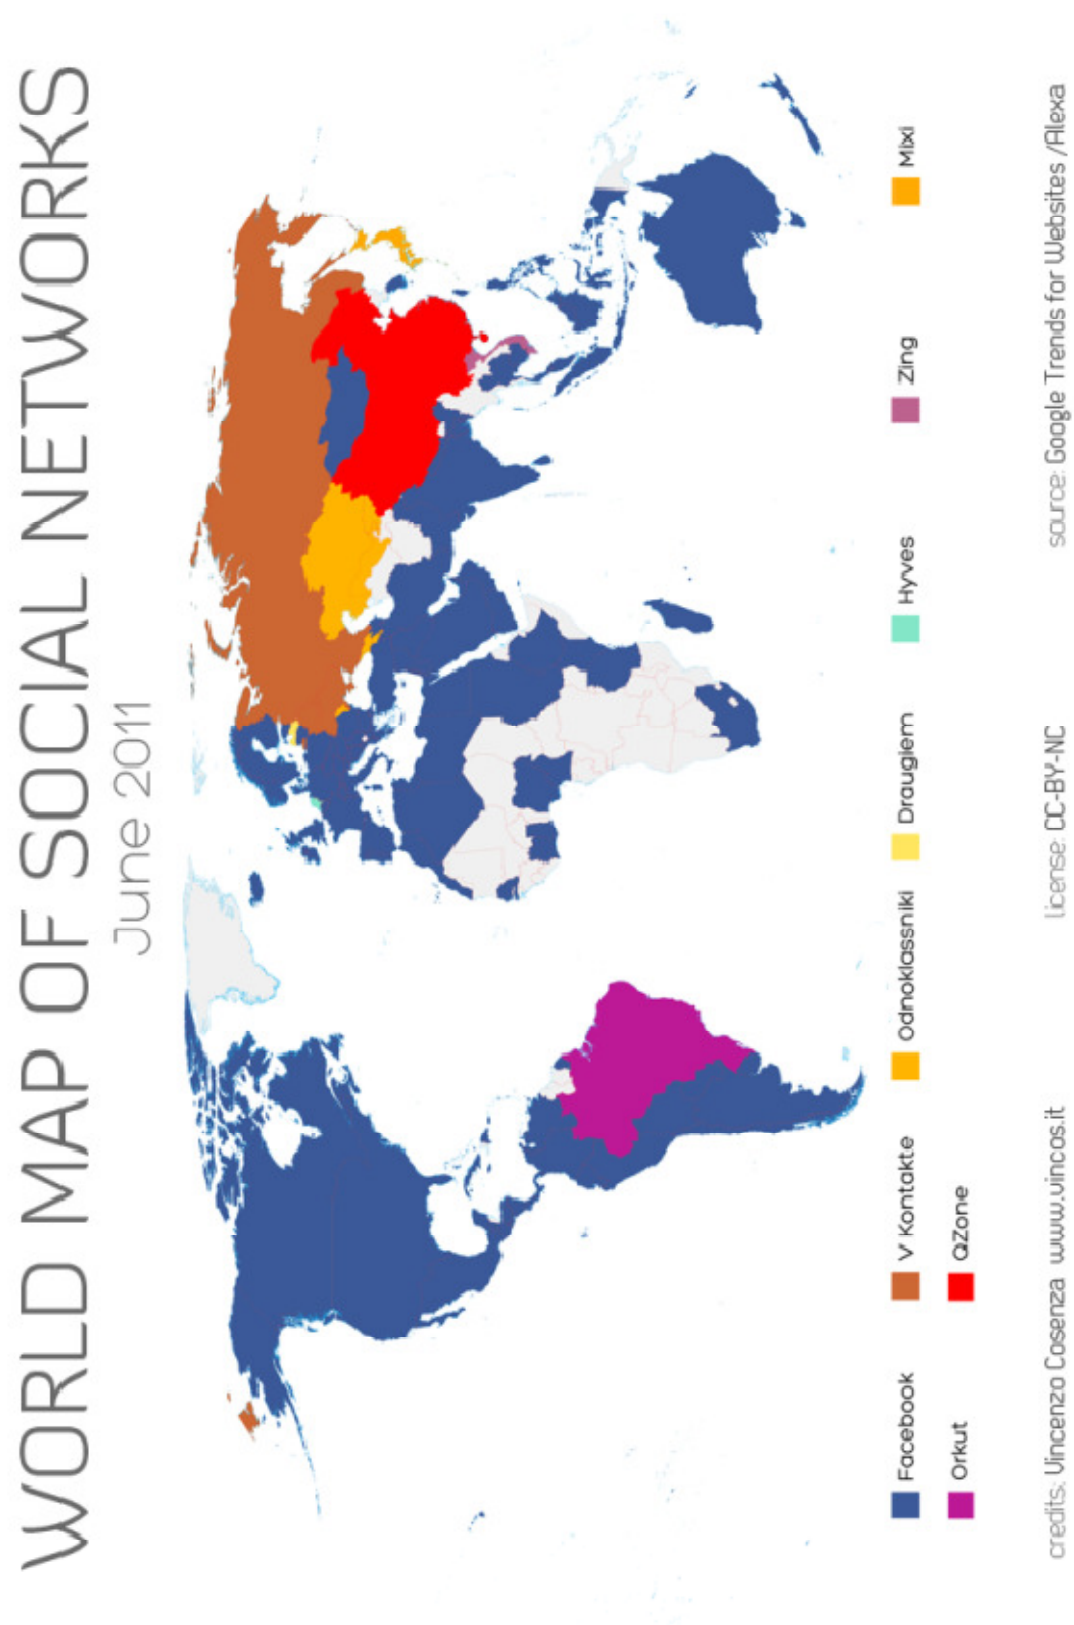 WORLD MAP OF SOCIAL NETWORKS
June 2011
Facebook V Kontakte Odnoklassniki Draugiem Hyves Zing Mixi
Orkut QZone
credits: Vincenzo Cosenza www.vincos.it license: CC-BY-NC source: Google Trends for Websites /Alexa